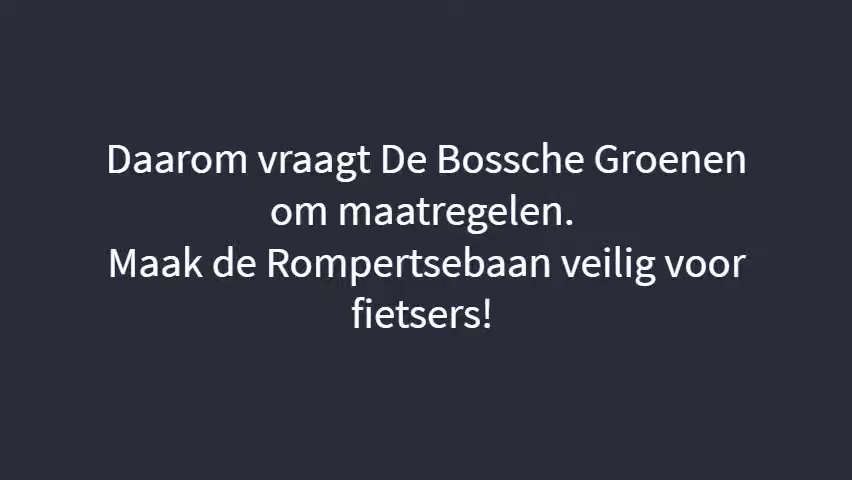 Daarom vraagt De Bossche Groenen
om maatregelen.
Maak de Rompertsebaan veilig voor
fietsers!